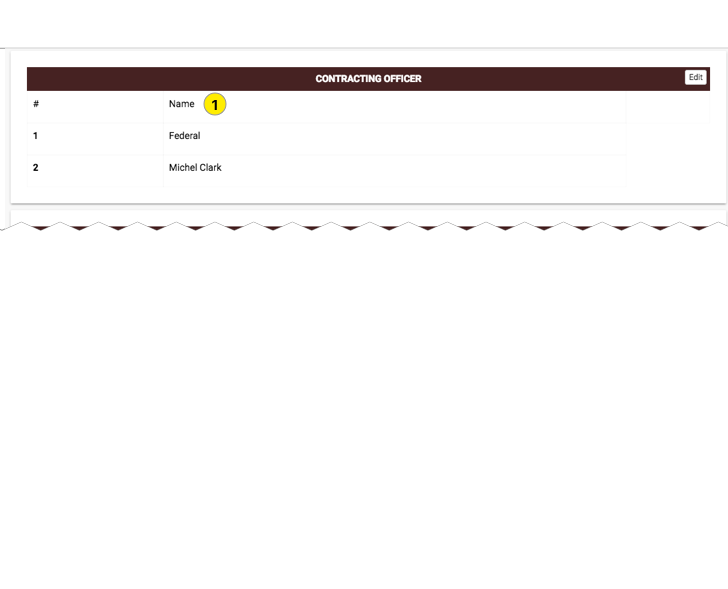 CONTRACTING OFFICER Edit
# Name 1
1 Federal
2 Michel Clark